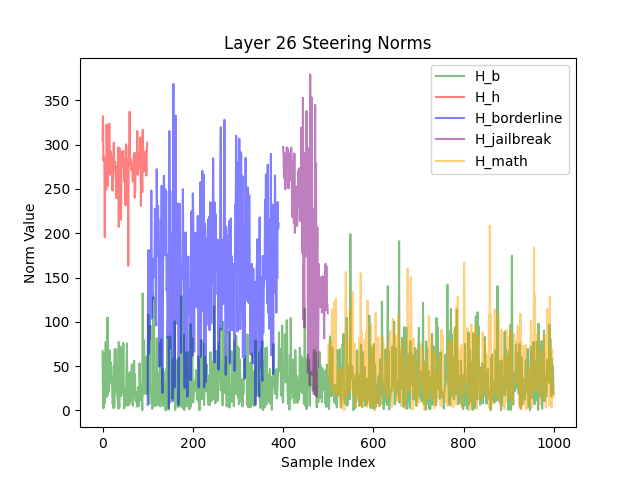 Layer 26 Steering Norms
H_b
H_h
H_borderline
H_jailbreak
H_math
Norm Value
350
300
250
200
150
100
50
0
0 200 400 600 800 1000
Sample Index